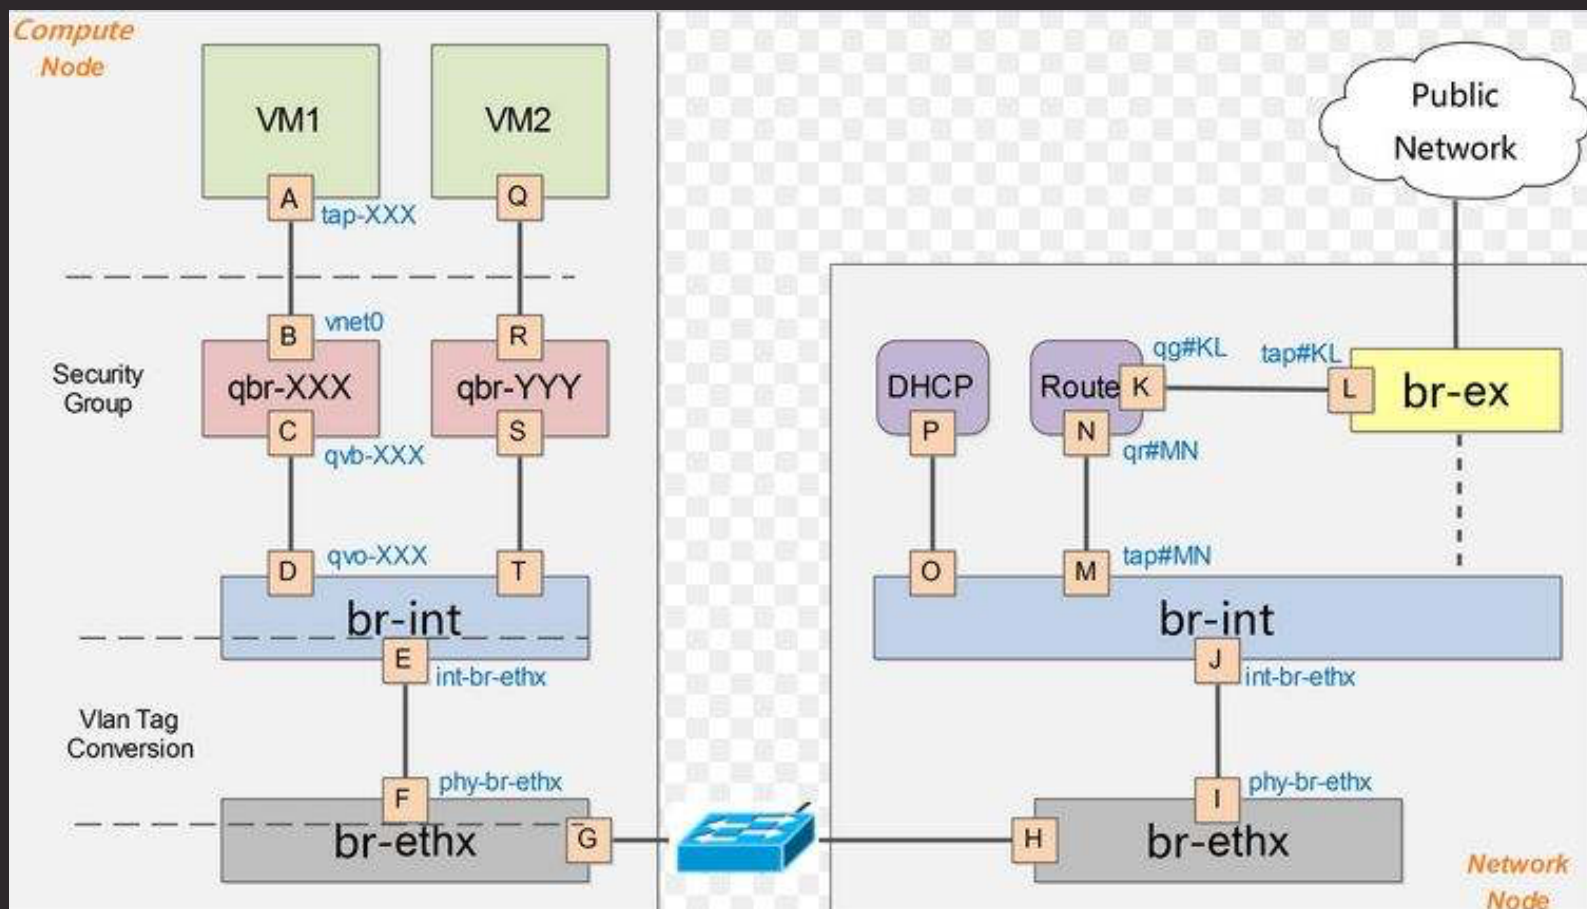 Compute
Node
VM1
VM2
A
tap-XXX
Q
Public
Network
B
vnet0
R
Security
Group
qbr-XXX
qbr-YYY
C
qvb-XXX
S
DHCP
Route
K
qg#KL
tap#KL
L
br-ex
P
N
qr#MN
D
qvo-XXX
T
br-int
E
int-br-ethx
O
M
tap#MN
br-int
J
int-br-ethx
Vlan Tag
Conversion
F
phy-br-ethx
br-ethx
G
H
I
phy-br-ethx
br-ethx
Network
Node